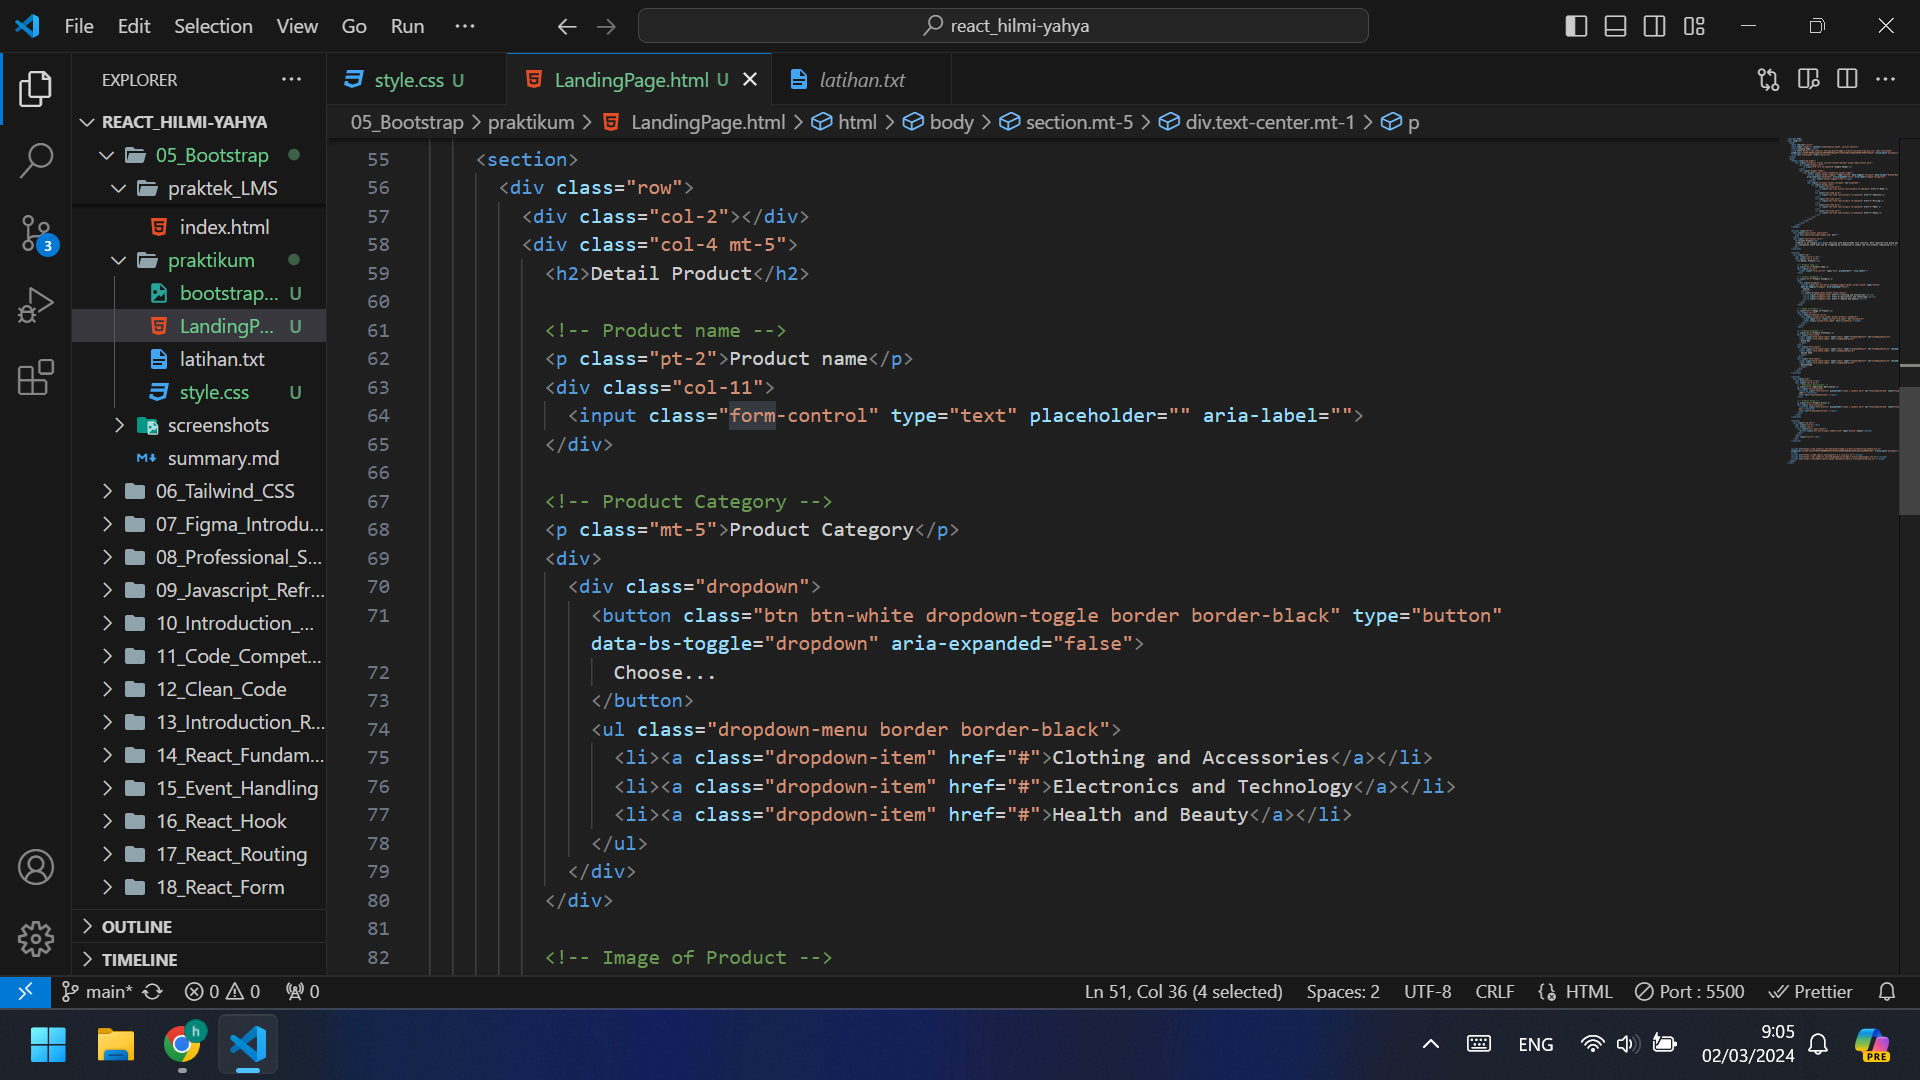 File Edit Selection View Go Run ··· react_hilmi-yahya
EXPLORER ···
style.css U LandingPage.html U latihan.txt
REACT_HILMI-YAHYA
05_Bootstrap > praktikum > LandingPage.html > html > body > section.mt-5 > div.text-center.mt-1 > p
05_Bootstrap
praktek_LMS
index.html
praktikum
bootstrap... U
LandingP... U
latihan.txt
style.css U
screenshots
summary.md
06_Tailwind_CSS
07_Figma_Introdu...
08_Professional_S...
09_Javascript_Refr...
10_Introduction_...
11_Code_Compet...
12_Clean_Code
13_Introduction_R...
14_React_Fundam...
15_Event_Handling
16_React_Hook
17_React_Routing
18_React_Form
OUTLINE
TIMELINE
3
55 <section>
56 <div class="row">
57 <div class="col-2"></div>
58 <div class="col-4 mt-5">
59 <h2>Detail Product</h2>
60
61 <!-- Product name -->
62 <p class="pt-2">Product name</p>
63 <div class="col-11">
64 <input class="form-control" type="text" placeholder="" aria-label="">
65 </div>
66
67 <!-- Product Category -->
68 <p class="mt-5">Product Category</p>
69 <div>
70 <div class="dropdown">
71 <button class="btn btn-white dropdown-toggle border border-black" type="button"
data-bs-toggle="dropdown" aria-expanded="false">
72 Choose...
73 </button>
74 <ul class="dropdown-menu border border-black">
75 <li><a class="dropdown-item" href="#">Clothing and Accessories</a></li>
76 <li><a class="dropdown-item" href="#">Electronics and Technology</a></li>
77 <li><a class="dropdown-item" href="#">Health and Beauty</a></li>
78 </ul>
79 </div>
80 </div>
81
82 <!-- Image of Product -->
main* 0 0 0 Ln 51, Col 36 (4 selected) Spaces: 2 UTF-8 CRLF HTML Port : 5500 Prettier
h
ENG
9:05
02/03/2024
PRE